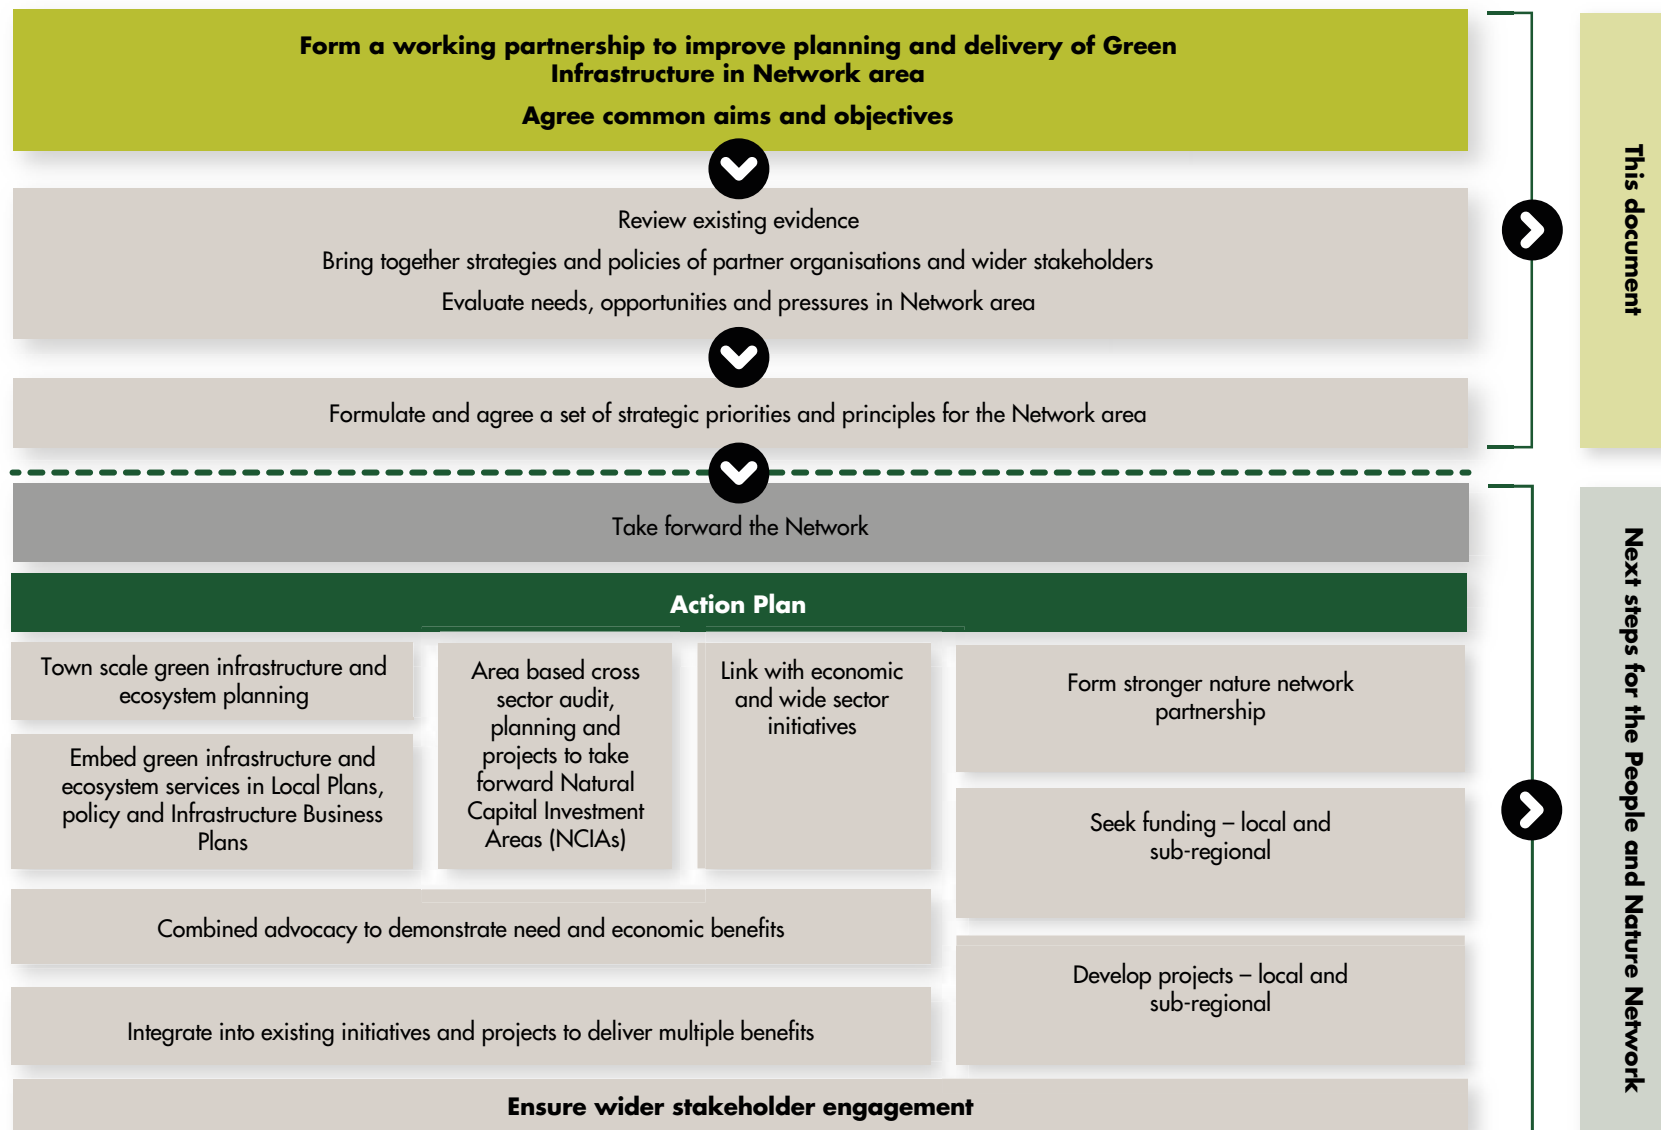 Form a working partnership to improve planning and delivery of Green
Infrastructure in Network area
Agree common aims and objectives
Review existing evidence
Bring together strategies and policies of partner organisations and wider stakeholders
Evaluate needs, opportunities and pressures in Network area
Formulate and agree a set of strategic priorities and principles for the Network area
This document
Take forward the Network
Action Plan
Town scale green infrastructure and
ecosystem planning
Embed green infrastructure and
ecosystem services in Local Plans,
policy and Infrastructure Business
Plans
Area based cross
sector audit,
planning and
projects to take
forward Natural
Capital Investment
Areas (NCIAs)
Link with economic
and wide sector
initiatives
Form stronger nature network
partnership
Seek funding – local and
sub-regional
Develop projects – local and
sub-regional
Combined advocacy to demonstrate need and economic benefits
Integrate into existing initiatives and projects to deliver multiple benefits
Ensure wider stakeholder engagement
Next steps for the People and Nature Network